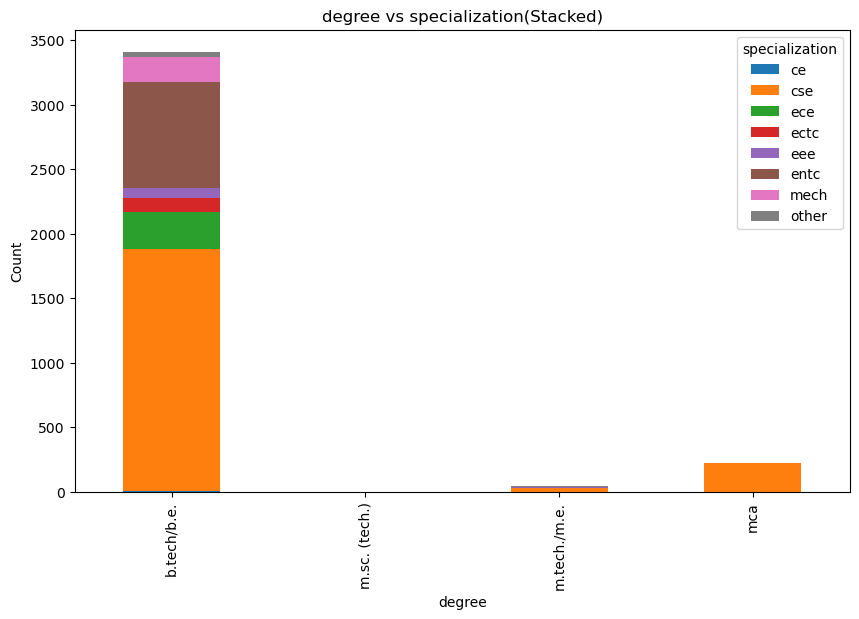 degree vs specialization(Stacked)
3500
3000
2500
2000
1500
1000
500
0
Count
specialization
ce
cse
ece
ectc
eee
entc
mech
other
b.tech/b.e.
m.sc. (tech.)
m.tech./m.e.
mca
degree